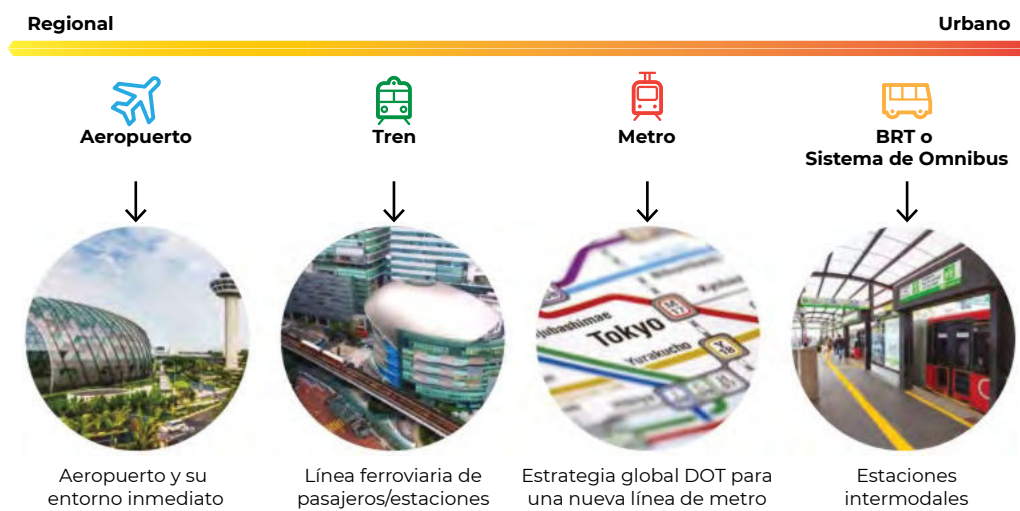 Regional
Urbano
Aeropuerto
Tren
Metro
BRT o
Sistema de Omnibus
Tokyo
Yurakucho
Y
18
Aeropuerto y su
entorno inmediato
Línea ferroviaria de
pasajeros/estaciones
Estrategia global DOT para
una nueva línea de metro
Estaciones
intermodales